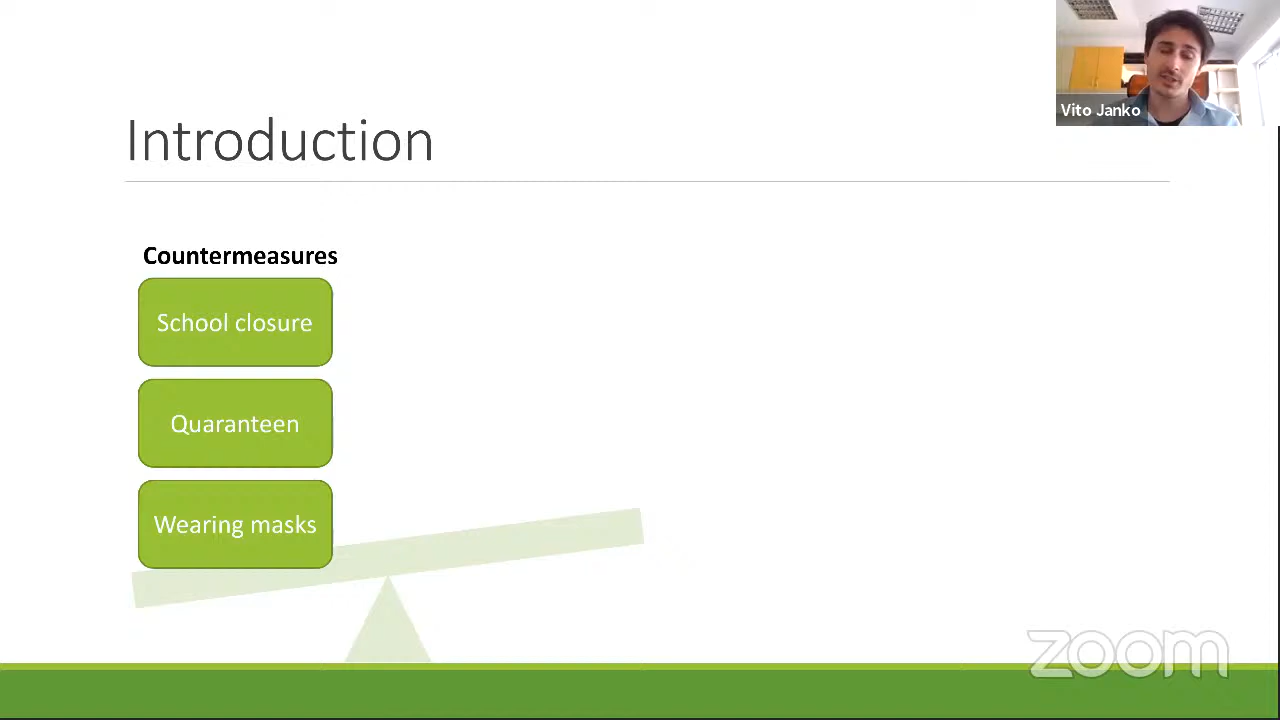 Vito Janko
Introduction
Countermeasures
School closure
Quaranteen
Wearing masks
zoom